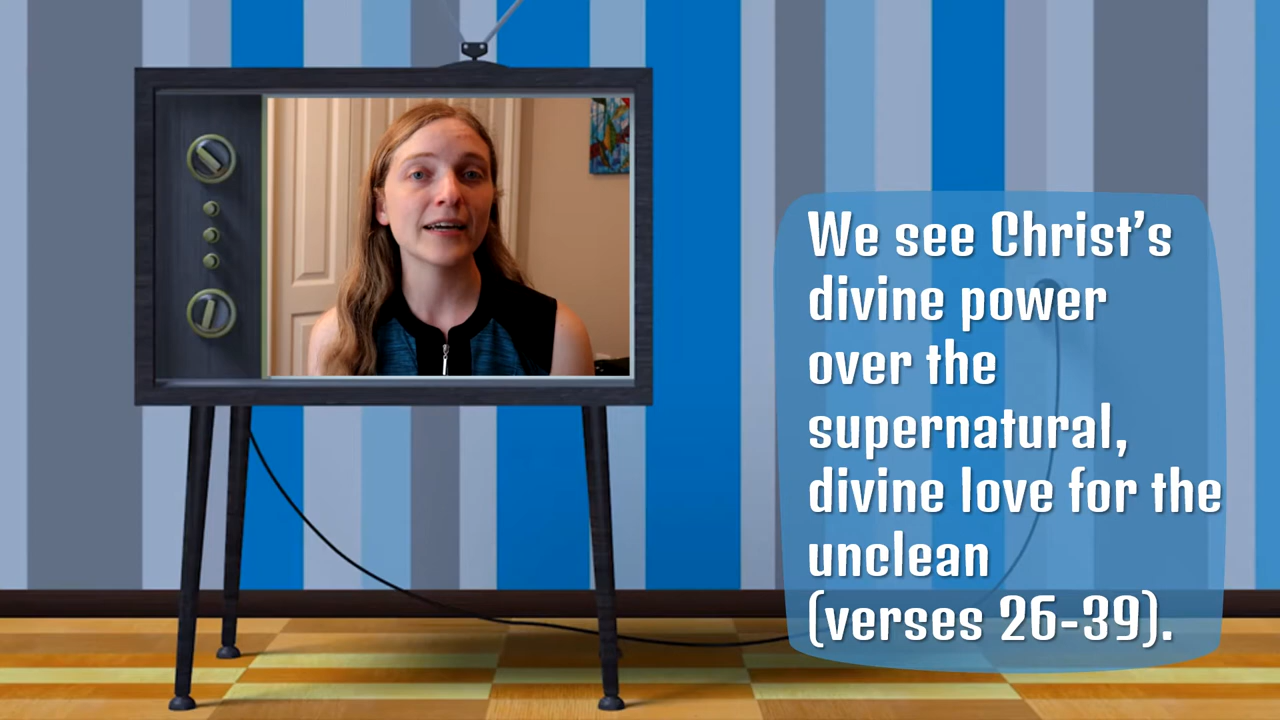 We see Christ's
divine power
over the
supernatural,
divine love for the
unclean
(verses 26-39).